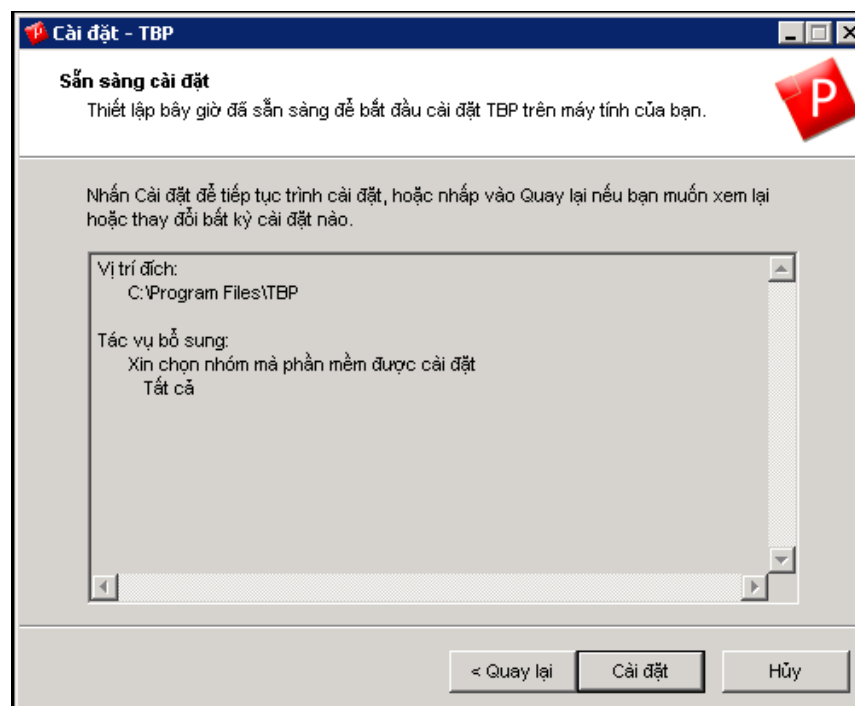 Cài đặt - TBP
Sẵn sàng cài đặt
Thiết lập bây giờ đã sẵn sàng để bắt đầu cài đặt TBP trên máy tính của bạn.
P
Nhấn Cài đặt để tiếp tục trình cài đặt, hoặc nhấp vào Quay lại nếu bạn muốn xem lại
hoặc thay đổi bất kỳ cài đặt nào.
Vị trí đích:
C:\Program Files\TBP
Tác vụ bổ sung:
Xin chọn nhóm mà phần mềm được cài đặt
Tất cả
< Quay lại
Cài đặt
Hủy